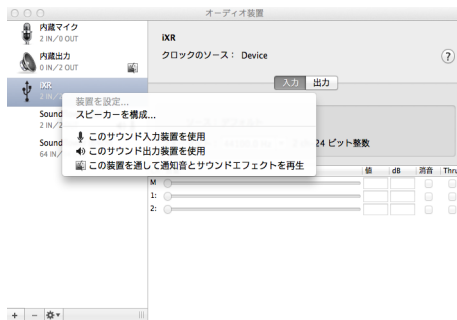 オーディオ装置
内蔵マイク
2 IN/0 OUT
内蔵出力
0 IN/2 OUT
iXR
2 IN/2
Sound
2 IN/2
Sound
64 IN/
装置を設定...
スピーカーを構成...
このサウンド入力装置を使用
このサウンド出力装置を使用
この装置を通して通知音とサウンドエフェクトを再生
iXR
クロックのソース： Device
?
入力 出力
24 ビット整数
値 dB 消音 Thru
M
1:
2: